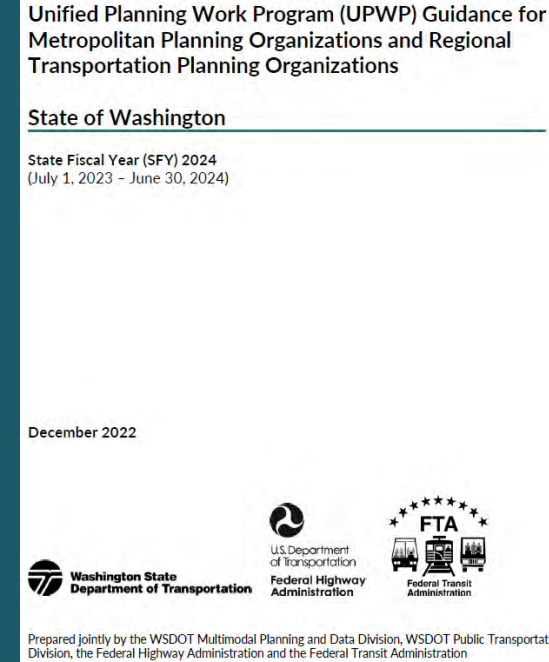 Unified Planning Work Program (UPWP) Guidance for
Metropolitan Planning Organizations and Regional
Transportation Planning Organizations
State of Washington
State Fiscal Year (SFY) 2024
(July 1, 2023 – June 30, 2024)
December 2022
Washington State
Department of Transportation
U.S. Department
of Transportation
Federal Highway
Administration
FTA
Federal Transit
Administration
Prepared jointly by the WSDOT Multimodal Planning and Data Division, WSDOT Public Transportat
Division, the Federal Highway Administration and the Federal Transit Administration